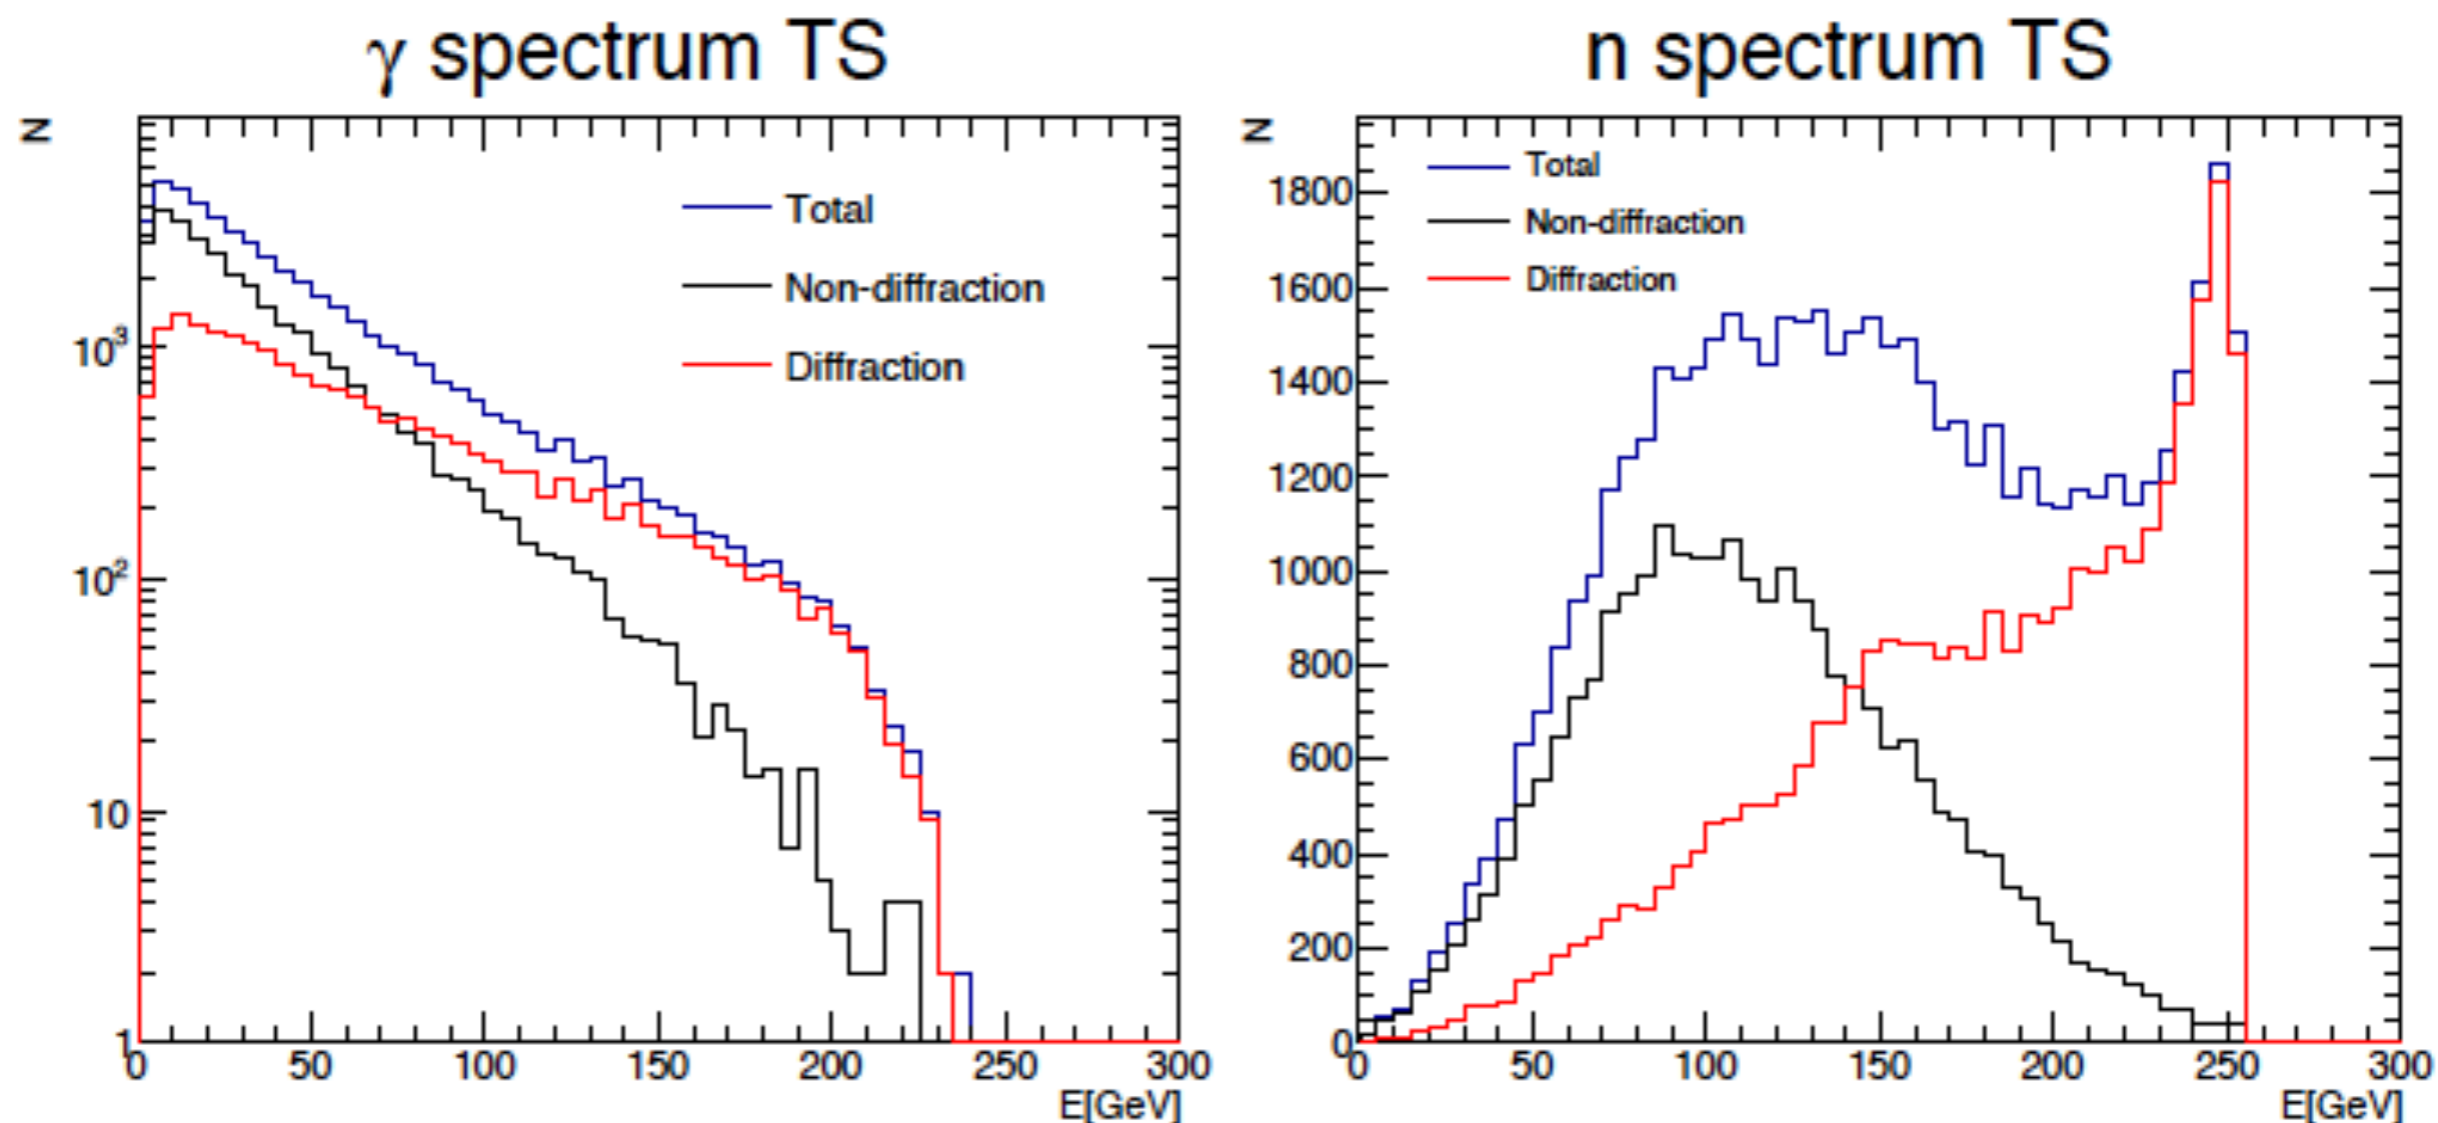 γ spectrum TS
N
Total
Non-diffraction
Diffraction
10³
10²
10
1
0 50 100 150 200 250 300
E[GeV]
n spectrum TS
N
Total
Non-diffraction
Diffraction
1800
1600
1400
1200
1000
800
600
400
200
0
0 50 100 150 200 250 300
E[GeV]